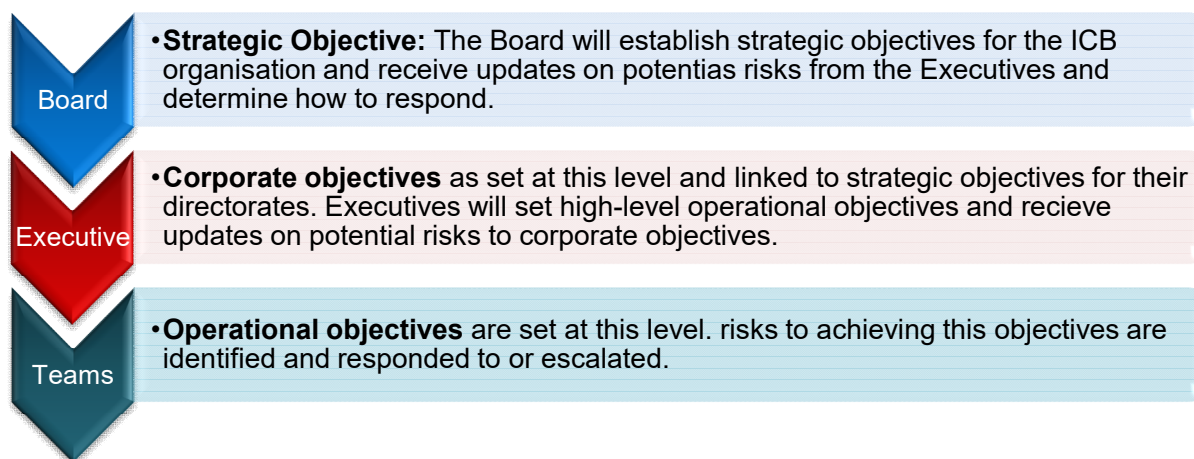 Board
•Strategic Objective: The Board will establish strategic objectives for the ICB
organisation and receive updates on potentias risks from the Executives and
determine how to respond.
Executive
•Corporate objectives as set at this level and linked to strategic objectives for their
directorates. Executives will set high-level operational objectives and recieve
updates on potential risks to corporate objectives.
Teams
•Operational objectives are set at this level. risks to achieving this objectives are
identified and responded to or escalated.